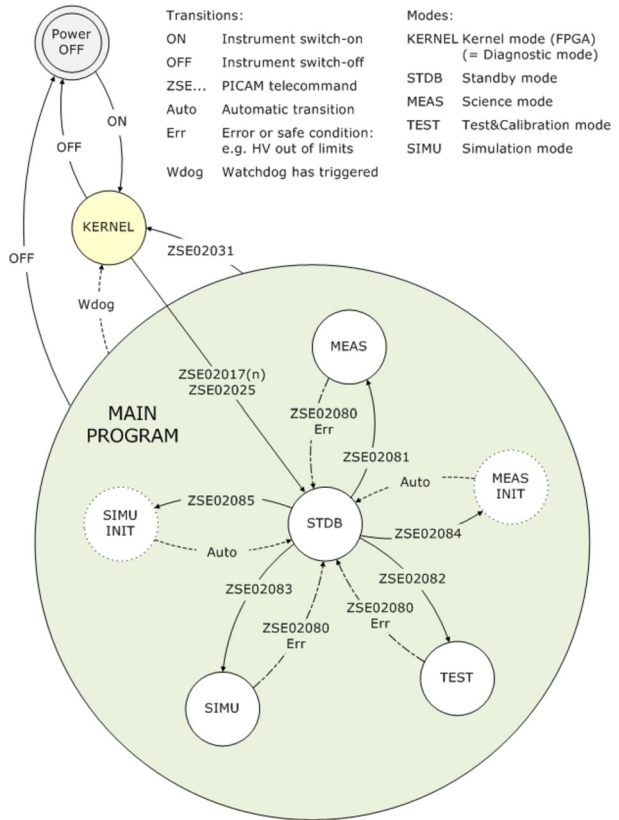 Power
OFF
Transitions:
ON Instrument switch-on
OFF Instrument switch-off
ZSE... PICAM telecommand
Auto Automatic transition
Err Error or safe condition:
e.g. HV out of limits
Wdog Watchdog has triggered
Modes:
KERNEL Kernel mode (FPGA)
(= Diagnostic mode)
STDB Standby mode
MEAS Science mode
TEST Test&Calibration mode
SIMU Simulation mode
ON
OFF
KERNEL
ZSE02031
OFF
Wdog
ZSE02017(n)
ZSE02025
MAIN
PROGRAM
MEAS
ZSE02080
Err
ZSE02081
Auto
MEAS
INIT
ZSE02085
SIMU
INIT
STDB
ZSE02084
Auto
ZSE02083
ZSE02082
ZSE02080
Err
ZSE02080
Err
TEST
SIMU